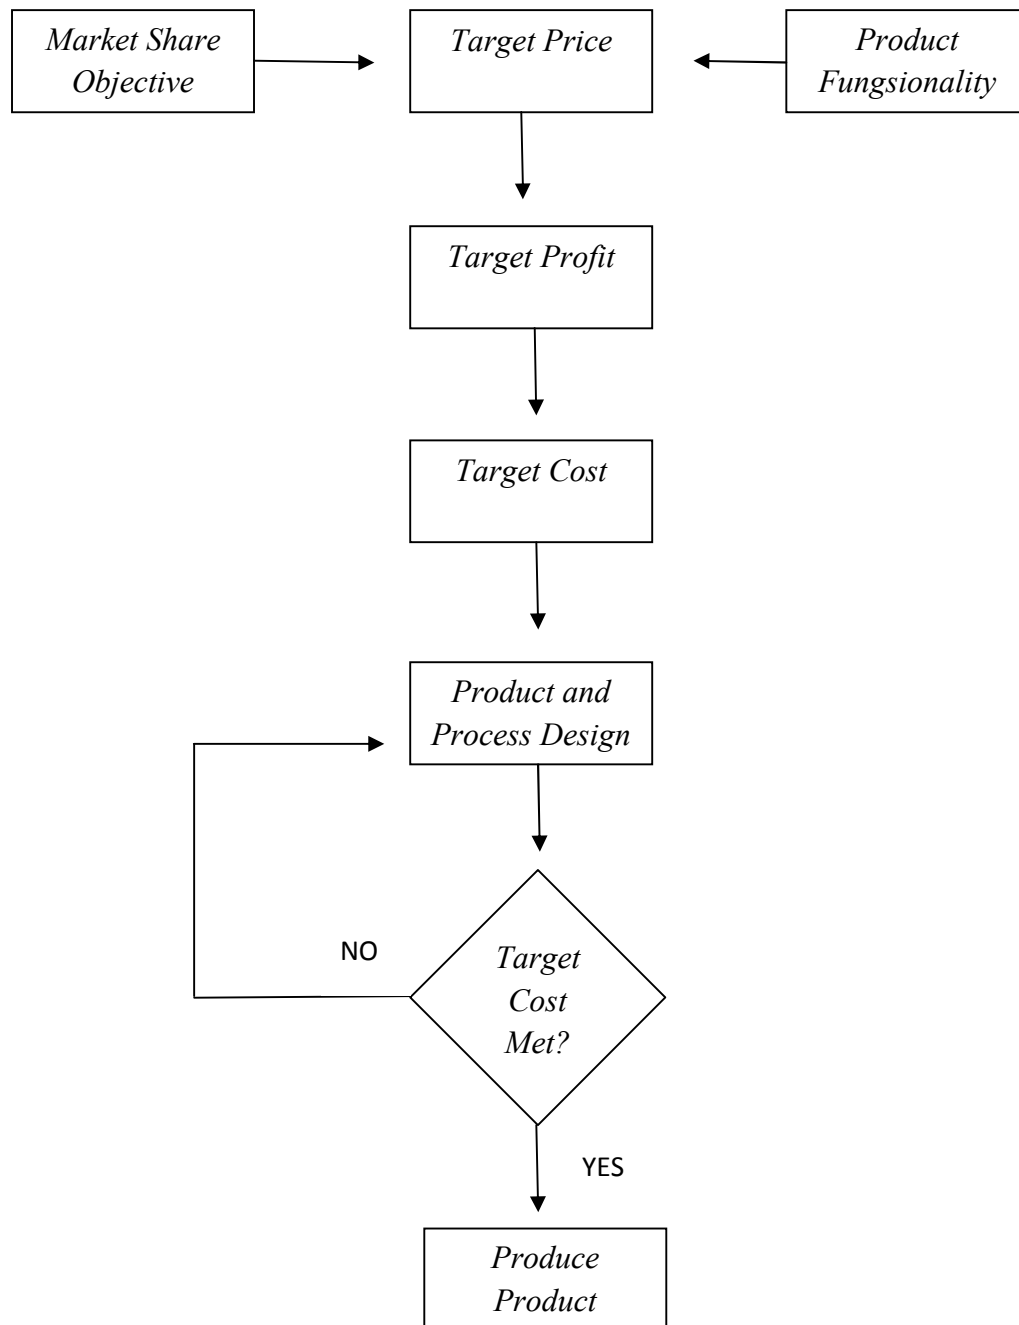 Market Share
Objective
Target Price
Product
Fungsionality
Target Profit
Target Cost
Product and
Process Design
NO
Target
Cost
Met?
YES
Produce
Product